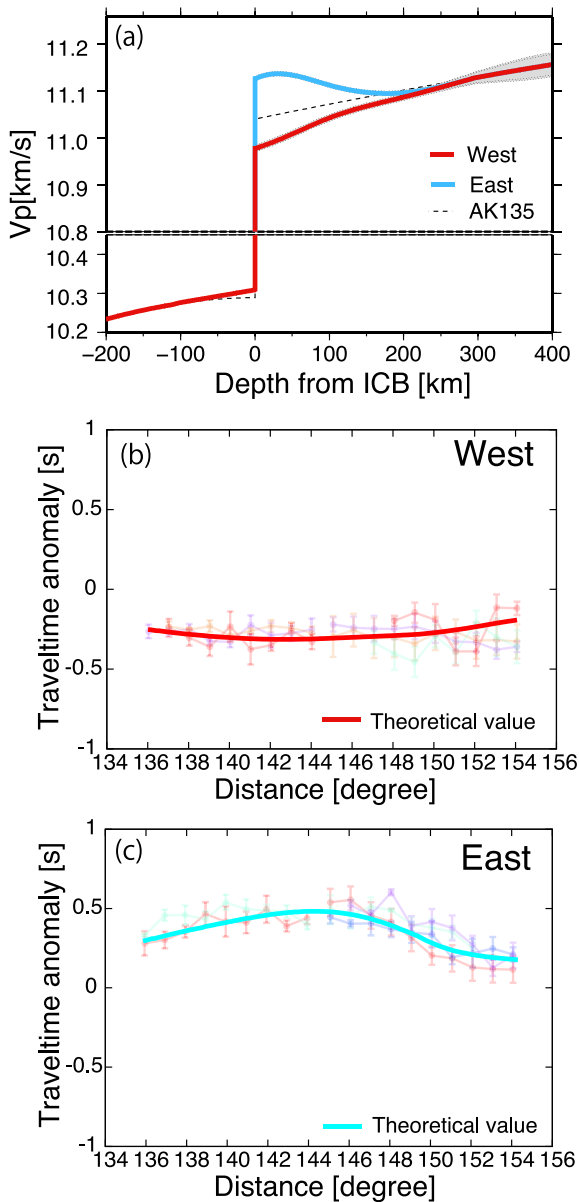 (a)
11.2
11.1
11.0
10.9
10.8
10.4
10.3
10.2
Vp[km/s]
West
East
AK135
−200 −100 0 100 200 300 400
Depth from ICB [km]
(b)
West
1
0.5
0
-0.5
-1
Traveltime anomaly [s]
Theoretical value
134 136 138 140 142 144 146 148 150 152 154 156
Distance [degree]
(c)
East
1
0.5
0
-0.5
-1
Traveltime anomaly [s]
Theoretical value
134 136 138 140 142 144 146 148 150 152 154 156
Distance [degree]